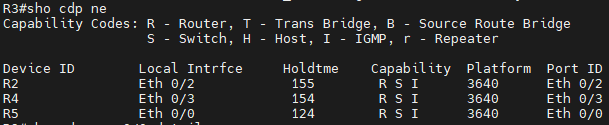 R3#sho cdp ne
Capability Codes: R - Router, T - Trans Bridge, B - Source Route Bridge
S - Switch, H - Host, I - IGMP, r - Repeater
Device ID Local Intrfce Holdtme Capability Platform Port ID
R2 Eth 0/2 155 R S I 3640 Eth 0/2
R4 Eth 0/3 154 R S I 3640 Eth 0/3
R5 Eth 0/0 124 R S I 3640 Eth 0/0